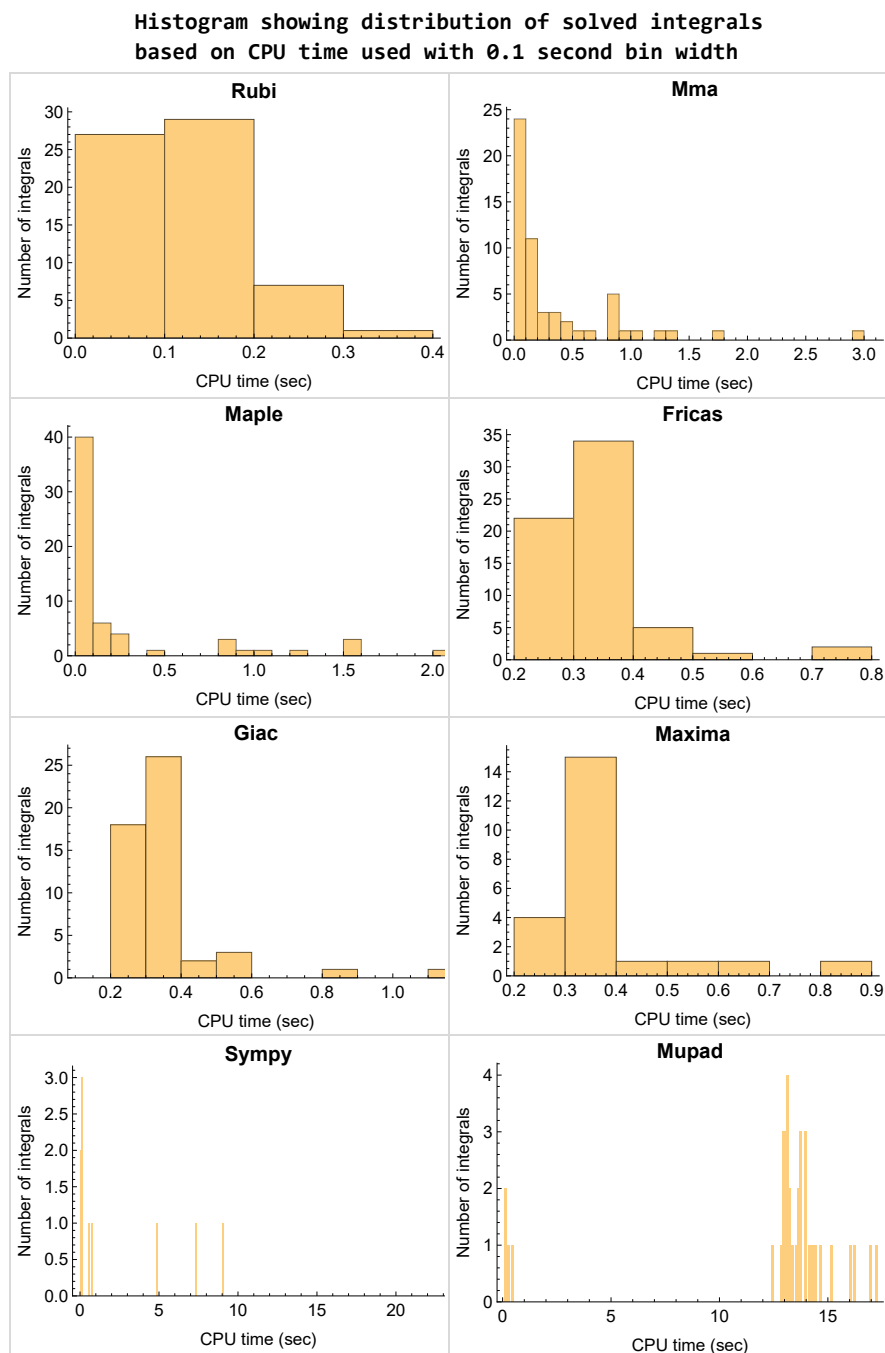 Histogram showing distribution of solved integrals
based on CPU time used with 0.1 second bin width
Rubi
Number of integrals
30
25
20
15
10
5
0
0.0 0.1 0.2 0.3 0.4
CPU time (sec)
Mma
Number of integrals
25
20
15
10
5
0
0.0 0.5 1.0 1.5 2.0 2.5 3.0
CPU time (sec)
Maple
Number of integrals
40
30
20
10
0
0.0 0.5 1.0 1.5 2.0
CPU time (sec)
Fricas
Number of integrals
35
30
25
20
15
10
5
0
0.2 0.3 0.4 0.5 0.6 0.7 0.8
CPU time (sec)
Giac
Number of integrals
25
20
15
10
5
0
0.2 0.4 0.6 0.8 1.0
CPU time (sec)
Maxima
Number of integrals
14
12
10
8
6
4
2
0
0.2 0.3 0.4 0.5 0.6 0.7 0.8 0.9
CPU time (sec)
Sympy
Number of integrals
3.0
2.5
2.0
1.5
1.0
0.5
0.0
0 5 10 15 20
CPU time (sec)
Mupad
Number of integrals
4
3
2
1
0
0 5 10 15
CPU time (sec)